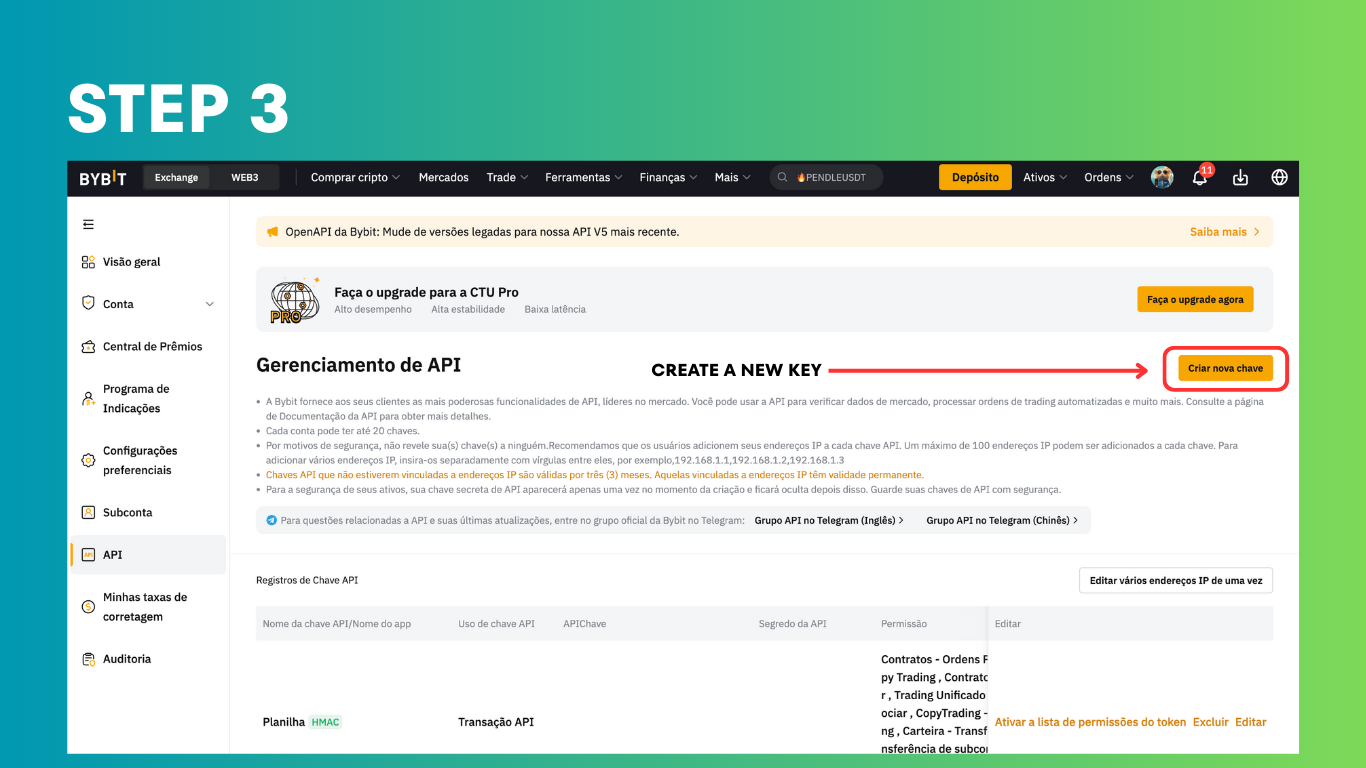 STEP 3
BYBIT Exchange WEB3 Comprar cripto Mercados Trade Ferramentas Finanças Mais PENDLEUSDT Depósito Ativos Ordens 11
OpenAPI da Bybit: Mude de versões legadas para nossa API V5 mais recente. Saiba mais
Visão geral
Conta
Central de Prêmios
Programa de
Indicações
Configurações
preferenciais
Subconta
API
Minhas taxas de
corretagem
Auditoria
PRO
Faça o upgrade para a CTU Pro
Alto desempenho Alta estabilidade Baixa latência
Faça o upgrade agora
Gerenciamento de API
CREATE A NEW KEY
Criar nova chave
• A Bybit fornece aos seus clientes as mais poderosas funcionalidades de API, líderes no mercado. Você pode usar a API para verificar dados de mercado, processar ordens de trading automatizadas e muito mais. Consulte a página
de Documentação da API para obter mais detalhes.
• Cada conta pode ter até 20 chaves.
• Por motivos de segurança, não revele sua(s) chave(s) a ninguém.Recomendamos que os usuários adicionem seus endereços IP a cada chave API. Um máximo de 100 endereços IP podem ser adicionados a cada chave. Para
adicionar vários endereços IP, insira-os separadamente com vírgulas entre eles, por exemplo,192.168.1.1,192.168.1.2,192.168.1.3
• Chaves API que não estiverem vinculadas a endereços IP são válidas por três (3) meses. Aquelas vinculadas a endereços IP têm validade permanente.
• Para a segurança de seus ativos, sua chave secreta de API aparecerá apenas uma vez no momento da criação e ficará oculta depois disso. Guarde suas chaves de API com segurança.
Para questões relacionadas a API e suas últimas atualizações, entre no grupo oficial da Bybit no Telegram: Grupo API no Telegram (Inglês) Grupo API no Telegram (Chinês)
Registros de Chave API
Editar vários endereços IP de uma vez
Nome da chave API/Nome do app Uso de chave API APIChave Segredo da API Permissão Editar
Contratos - Ordens P
py Trading , Contrato
r , Trading Unificado
ociar , CopyTrading -
Planilha HMAC Transação API Ativar a lista de permissões do token Excluir Editar
ng , Carteira - Transf
nsferência de subcon